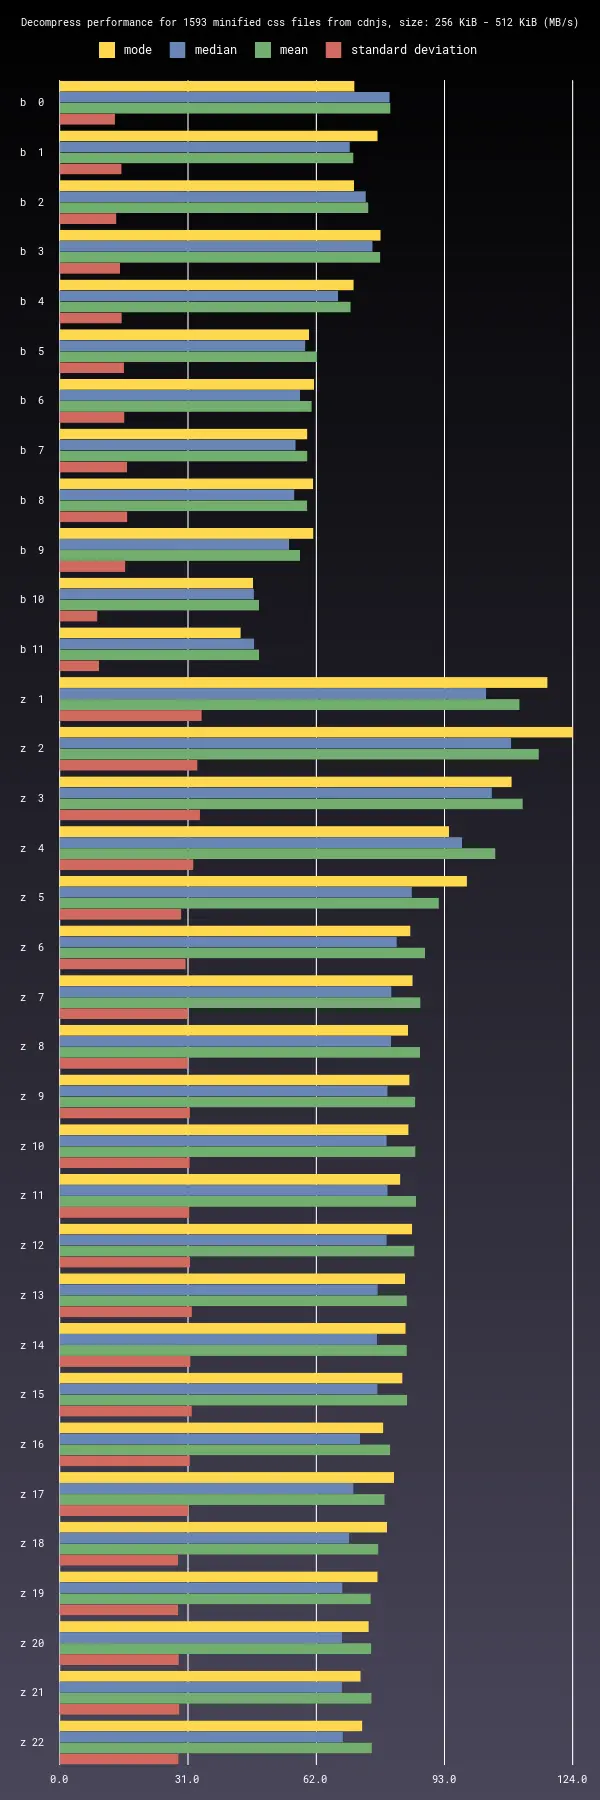 Decompress performance for 1593 minified css files from cdnjs, size: 256 KiB - 512 KiB (MB/s)
mode median mean standard deviation
b 0
b 1
b 2
b 3
b 4
b 5
b 6
b 7
b 8
b 9
b 10
b 11
z 1
z 2
z 3
z 4
z 5
z 6
z 7
z 8
z 9
z 10
z 11
z 12
z 13
z 14
z 15
z 16
z 17
z 18
z 19
z 20
z 21
z 22
0.0 31.0 62.0 93.0 124.0